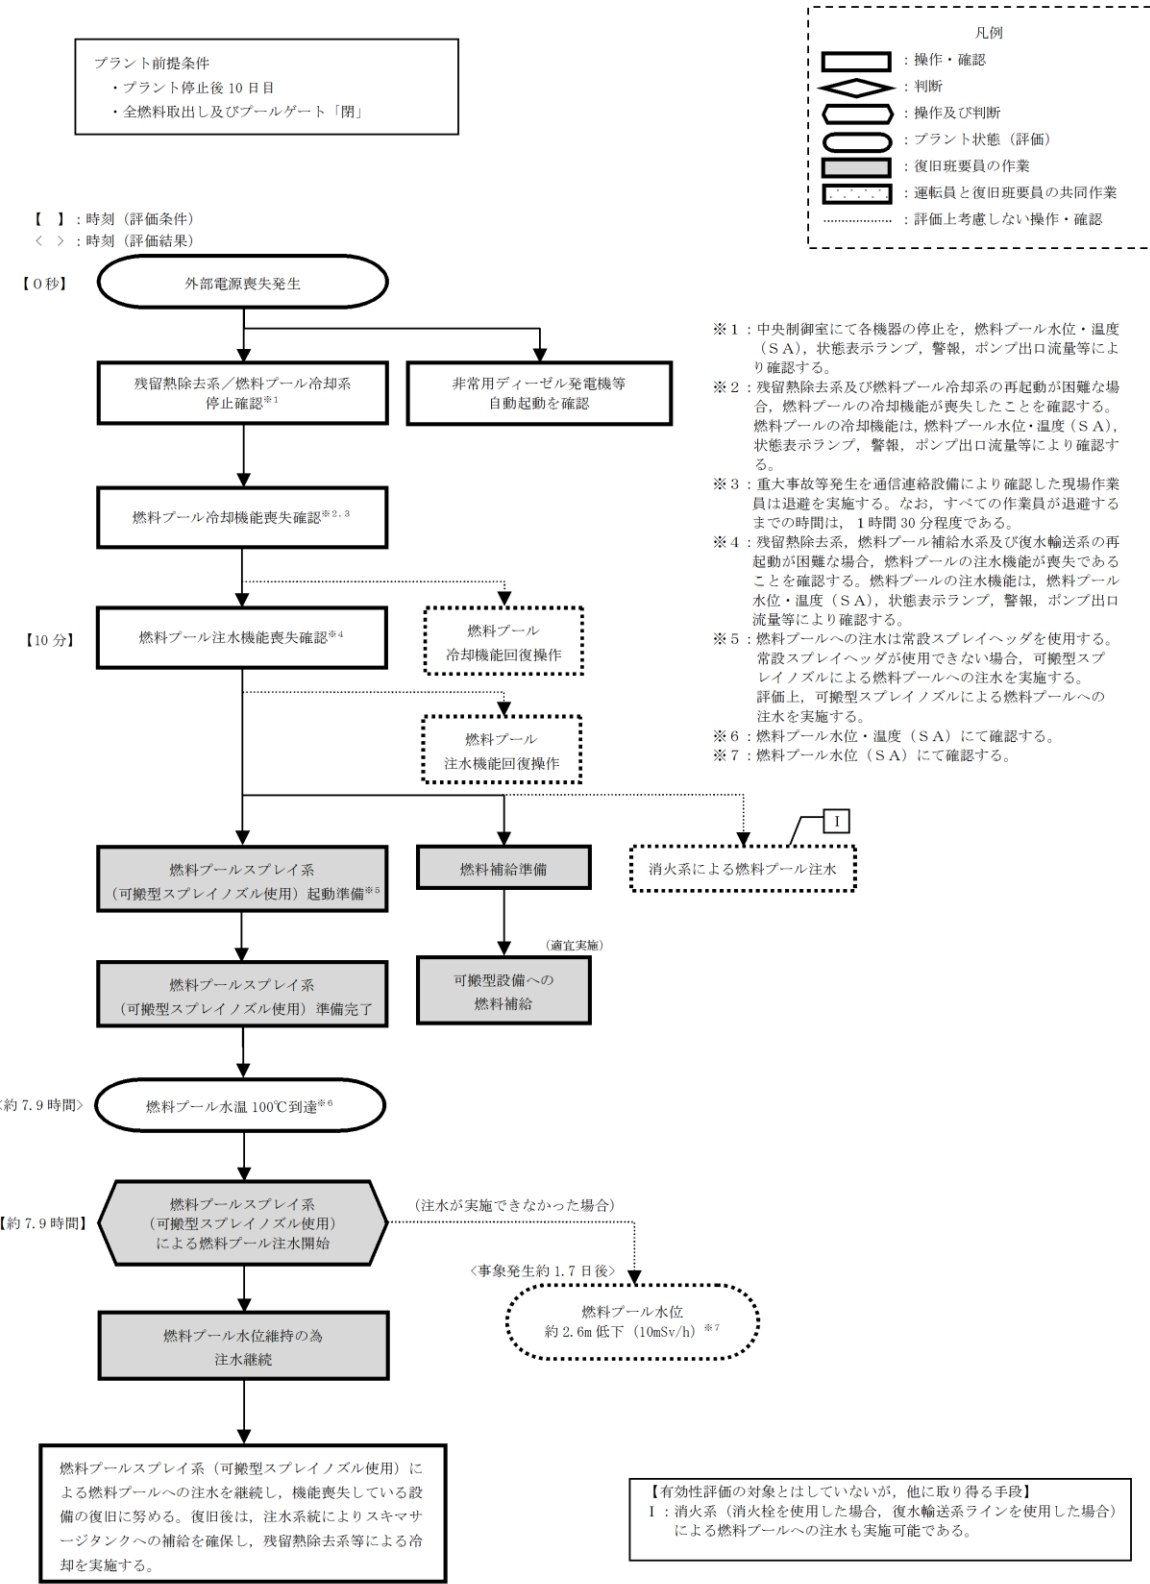 プラント前提条件
・プラント停止後 10 日目
・全燃料取出し及びプールゲート「閉」
凡例
：操作・確認
：判断
：操作及び判断
：プラント状態（評価）
：復旧班要員の作業
：運転員と復旧班要員の共同作業
：評価上考慮しない操作・確認
【　】：時刻（評価条件）
＜　＞：時刻（評価結果）
【０秒】
外部電源喪失発生
残留熱除去系／燃料プール冷却系
停止確認※1
非常用ディーゼル発電機等
自動起動を確認
燃料プール冷却機能喪失確認※2, 3
【10 分】
燃料プール注水機能喪失確認※4
燃料プール
冷却機能回復操作
燃料プール
注水機能回復操作
※１：中央制御室にて各機器の停止を，燃料プール水位・温度
（ＳＡ），状態表示ランプ，警報，ポンプ出口流量等によ
り確認する。
※２：残留熱除去系及び燃料プール冷却系の再起動が困難な場
合，燃料プールの冷却機能が喪失したことを確認する。
燃料プールの冷却機能は，燃料プール水位・温度（ＳＡ），
状態表示ランプ，警報，ポンプ出口流量等により確認す
る。
※３：重大事故等発生を通信連絡設備により確認した現場作業
員は退避を実施する。なお，すべての作業員が退避する
までの時間は，１時間 30 分程度である。
※４：残留熱除去系，燃料プール補給水系及び復水輸送系の再
起動が困難な場合，燃料プールの注水機能が喪失である
ことを確認する。燃料プールの注水機能は，燃料プール
水位・温度（ＳＡ），状態表示ランプ，警報，ポンプ出口
流量等により確認する。
※５：燃料プールへの注水は常設スプレイヘッダを使用する。
常設スプレイヘッダが使用できない場合，可搬型スプ
レイノズルによる燃料プールへの注水を実施する。
評価上，可搬型スプレイノズルによる燃料プールへの
注水を実施する。
※６：燃料プール水位・温度（ＳＡ）にて確認する。
※７：燃料プール水位（ＳＡ）にて確認する。
Ｉ
燃料プールスプレイ系
（可搬型スプレイノズル使用）起動準備※5
燃料補給準備
消火系による燃料プール注水
燃料プールスプレイ系
（可搬型スプレイノズル使用）準備完了
（適宜実施）
可搬型設備への
燃料補給
＜約 7.9 時間＞
燃料プール水温 100℃到達※6
【約 7.9 時間】
燃料プールスプレイ系
（可搬型スプレイノズル使用）
による燃料プール注水開始
（注水が実施できなかった場合）
＜事象発生約 1.7 日後＞
燃料プール水位
約 2.6m 低下（10mSv/h）※7
燃料プール水位維持の為
注水継続
燃料プールスプレイ系（可搬型スプレイノズル使用）に
よる燃料プールへの注水を継続し，機能喪失している設
備の復旧に努める。復旧後は，注水系統によりスキマサ
ージタンクへの補給を確保し，残留熱除去系等による冷
却を実施する。
【有効性評価の対象とはしていないが，他に取り得る手段】
Ｉ：消火系（消火栓を使用した場合，復水輸送系ラインを使用した場合）
による燃料プールへの注水も実施可能である。